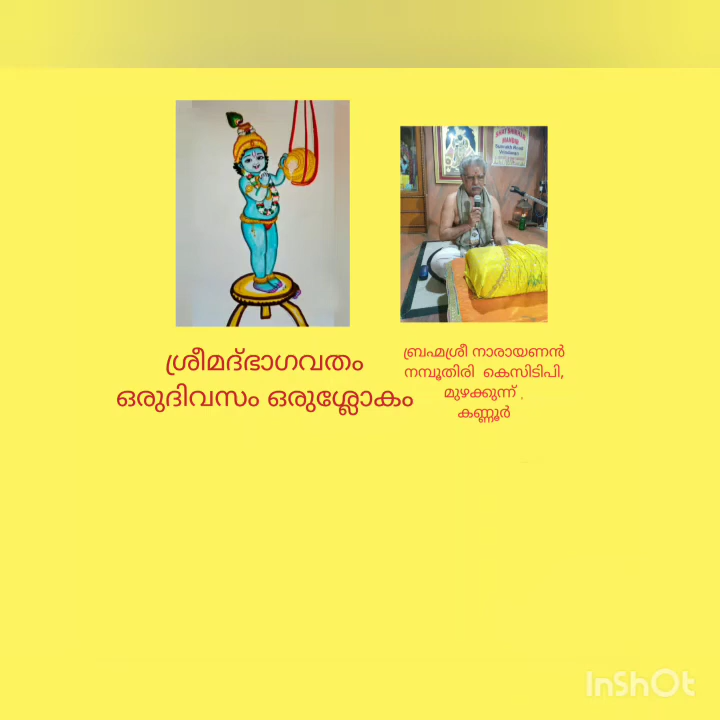 ശ്രീമദ്ഭാഗവതം
ഒരുദിവസം ഒരുശ്ലോകം
ബ്രഹ്മശ്രീ നാരായണൻ
നമ്പൂതിരി കെസിടിപി,
മുഴക്കുന്ന് .
കണ്ണൂർ
InShOt